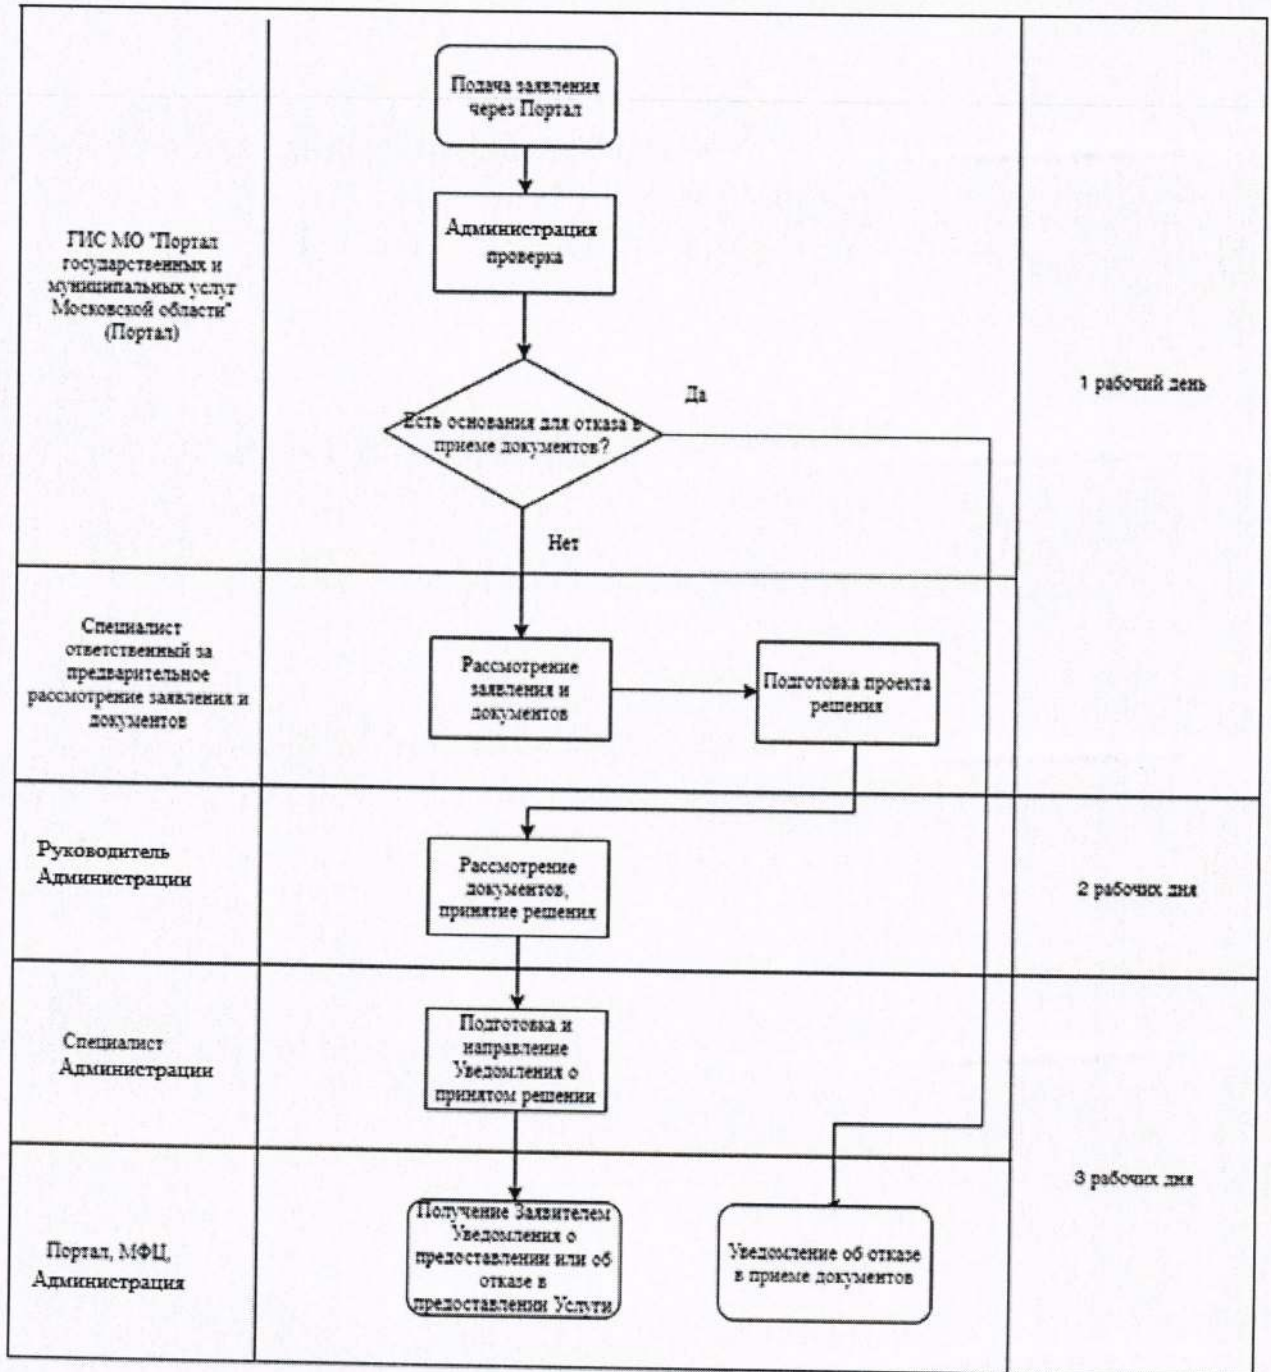 Подача заявления
через Портал
Администрация
проверка
ГИС МО "Портал
государственных и
муниципальных услуг
Московской области"
(Портал)
Есть основания для отказа в
приеме документов?
Да
Нет
1 рабочий день
Специалист
ответственный за
предварительное
рассмотрение заявления и
документов
Рассмотрение
заявления и
документов
Подготовка проекта
решения
Руководитель
Администрации
Рассмотрение
документов,
принятие решения
2 рабочих дня
Специалист
Администрации
Подготовка и
направление
Уведомления о
принятом решении
3 рабочих дня
Портал, МФЦ,
Администрация
Получение Заявителем
Уведомления о
предоставлении или об
отказе в
предоставлении Услуги
Уведомление об отказе
в приеме документов